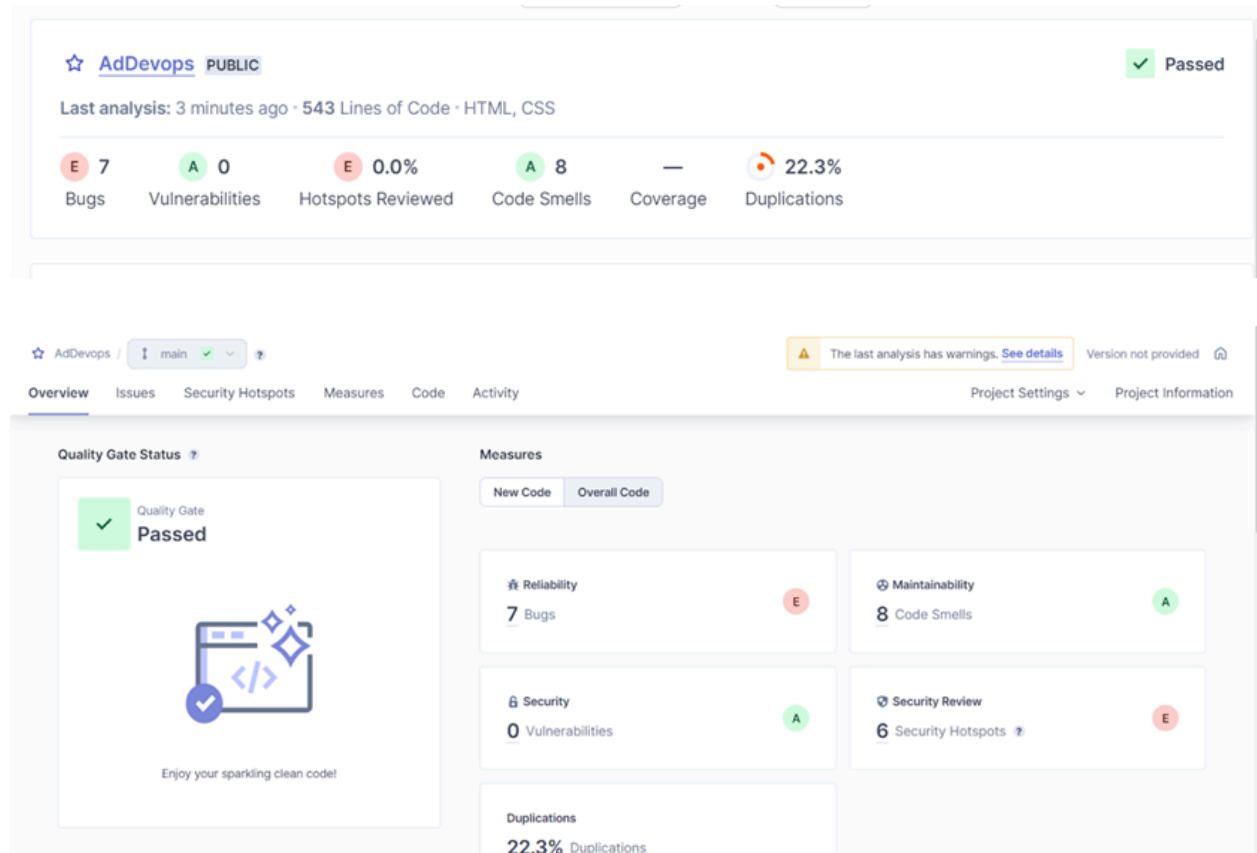 AdDevops PUBLIC Passed
Last analysis: 3 minutes ago · 543 Lines of Code · HTML, CSS
E 7 A 0 E 0.0% A 8 — 22.3%
Bugs Vulnerabilities Hotspots Reviewed Code Smells Coverage Duplications
AdDevops / main ? The last analysis has warnings. See details Version not provided
Overview Issues Security Hotspots Measures Code Activity Project Settings Project Information
Quality Gate Status ? Measures
New Code Overall Code
Quality Gate
Passed
Reliability Maintainability
7 Bugs E 8 Code Smells A
Security Security Review
0 Vulnerabilities A 6 Security Hotspots ? E
Enjoy your sparkling clean code!
Duplications
22.3% Duplications